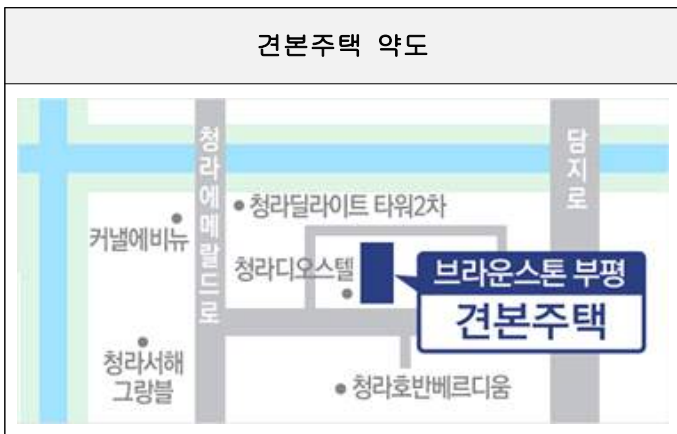 견본주택 약도
청라에메랄드로
담지로
청라딜라이트 타워2차
커낼에비뉴
청라디오스텔
브라운스톤 부평
견본주택
청라서해
그랑블
청라호반베르디움